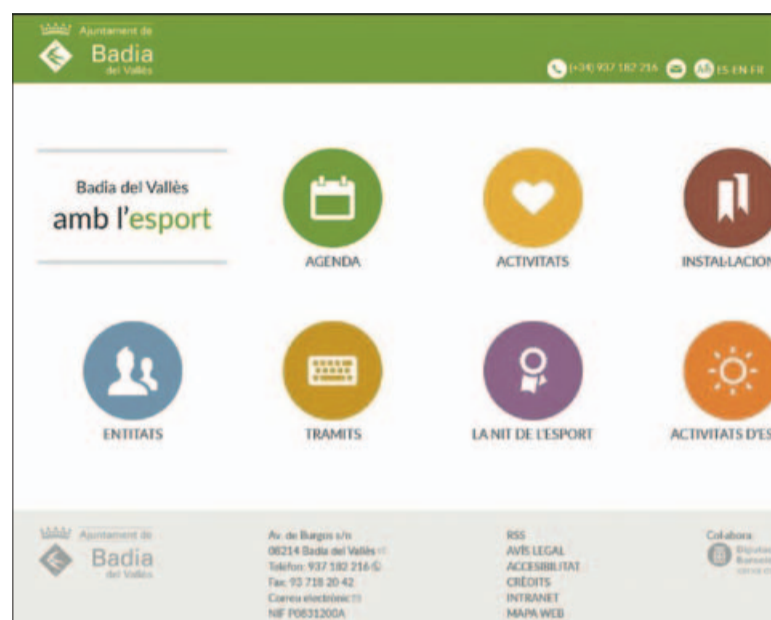 Ajuntament de
Badia
del Vallès
(+34) 937 182 216
ES EN FR
Badia del Vallès
amb l'esport
AGENDA
ACTIVITATS
INSTAL·LACION
ENTITATS
TRAMITS
LA NIT DE L'ESPORT
ACTIVITATS D'ES
Ajuntament de
Badia
del Vallès
Av. de Burgos s/n
08214 Badia del Vallès
Telèfon: 937 182 216
Fax: 93 718 20 42
Correu electrònic
NIF P0831200A
RSS
AVÍS LEGAL
ACCESIBILITAT
CRÈDITS
INTRANET
MAPA WEB
Col·labora:
Diputac
Barcelo